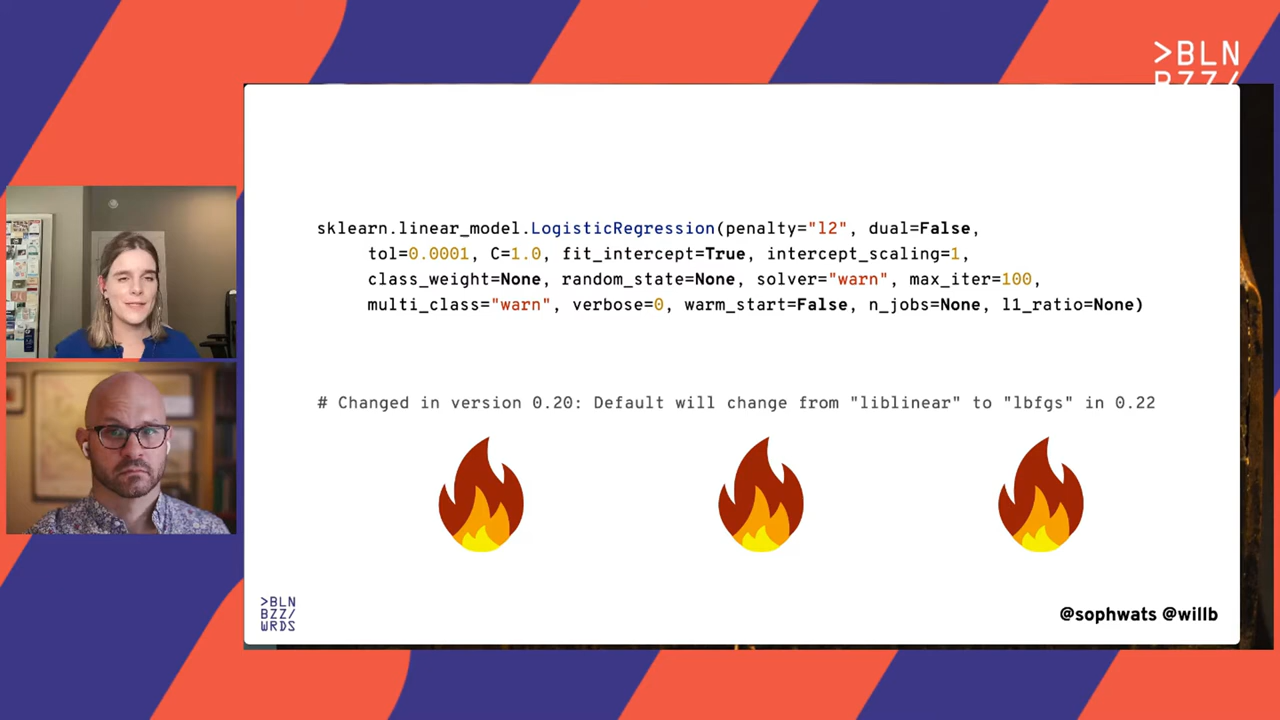 >BLN
BZZ/
sklearn.linear_model.LogisticRegression(penalty="l2", dual=False,
tol=0.0001, C=1.0, fit_intercept=True, intercept_scaling=1,
class_weight=None, random_state=None, solver="warn", max_iter=100,
multi_class="warn", verbose=0, warm_start=False, n_jobs=None, l1_ratio=None)
# Changed in version 0.20: Default will change from "liblinear" to "lbfgs" in 0.22
>BLN
BZZ/
WRDS
@sophwats @willb